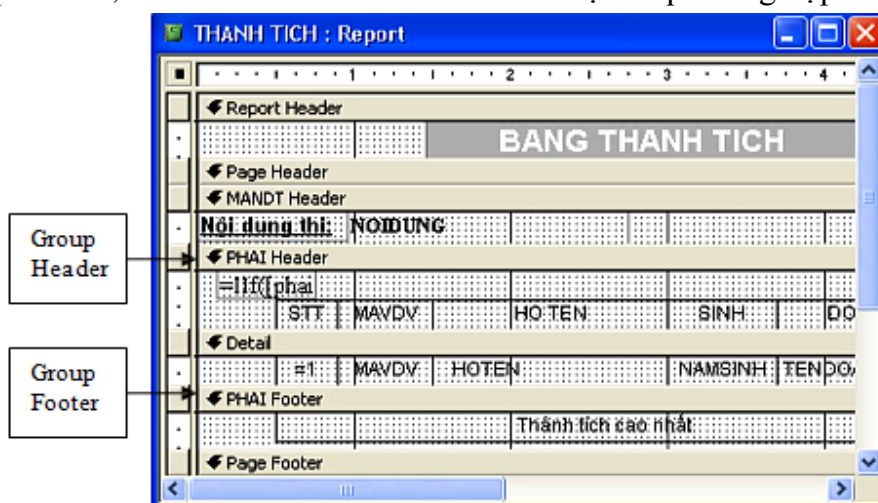 THANH TICH : Report
1 2 3 4
Report Header
BANG THANH TICH
Page Header
MANDT Header
Nội dung thi: NOIDUNG
Group
Header
PHAI Header
=IIf([phai
STT MAVDV HO TEN SINH DO
Detail
=1 MAVDV HOTEN NAMSINH TENDOA
Group
Footer
PHAI Footer
Thành tích cao nhất
Page Footer